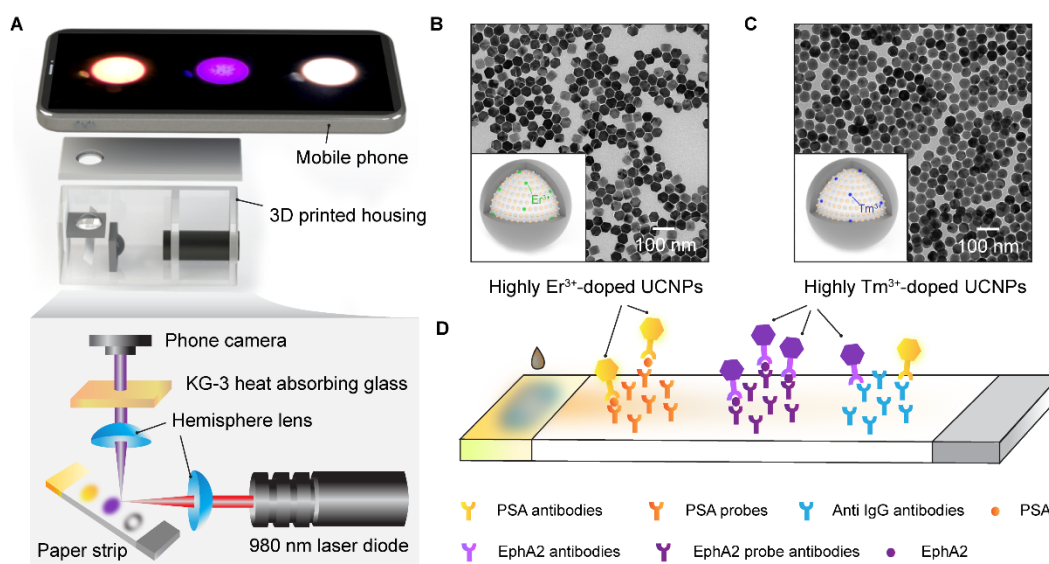 A
Mobile phone
3D printed housing
Phone camera
KG-3 heat absorbing glass
Hemisphere lens
Paper strip
980 nm laser diode
B
Er³⁺
100 nm
Highly Er³⁺-doped UCNPs
C
Tm³⁺
100 nm
Highly Tm³⁺-doped UCNPs
D
PSA antibodies
PSA probes
Anti IgG antibodies
PSA
EphA2 antibodies
EphA2 probe antibodies
EphA2